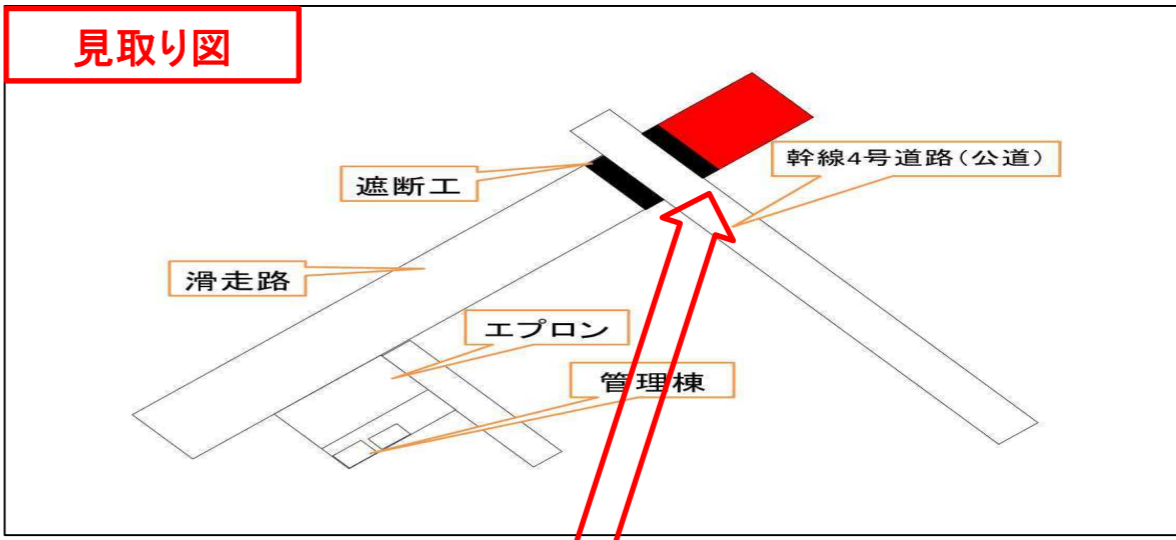 見取り図
遮断工
幹線4号道路(公道)
滑走路
エプロン
管理棟